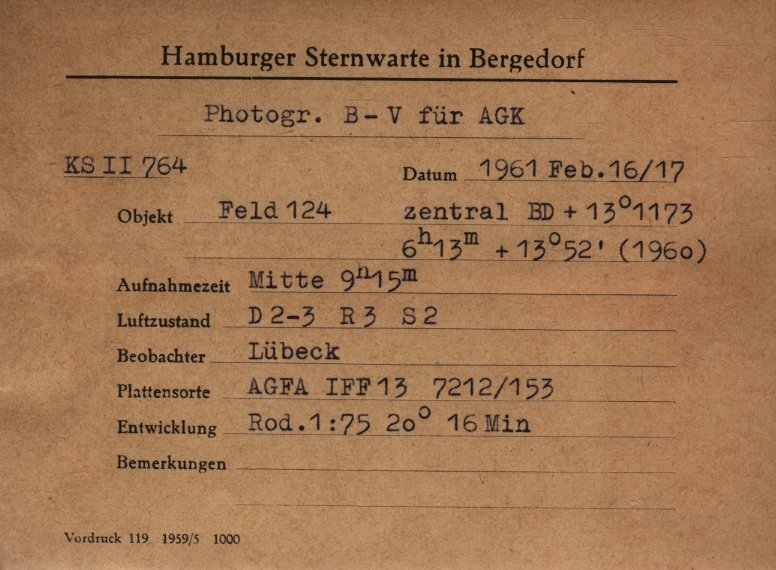 Hamburger Sternwarte in Bergedorf
Photogr. B-V für AGK
KS II 764
Datum 1961 Feb.16/17
Objekt Feld 124 zentral BD + 13°1173
6ʰ13ᵐ +13°52' (1960)
Aufnahmezeit Mitte 9ʰ15ᵐ
Luftzustand D 2-3 R 3 S 2
Beobachter Lübeck
Plattensorte AGFA IFF 13 7212/153
Entwicklung Rod.1:75 20° 16 Min
Bemerkungen
Vordruck 119 1959/5 1000